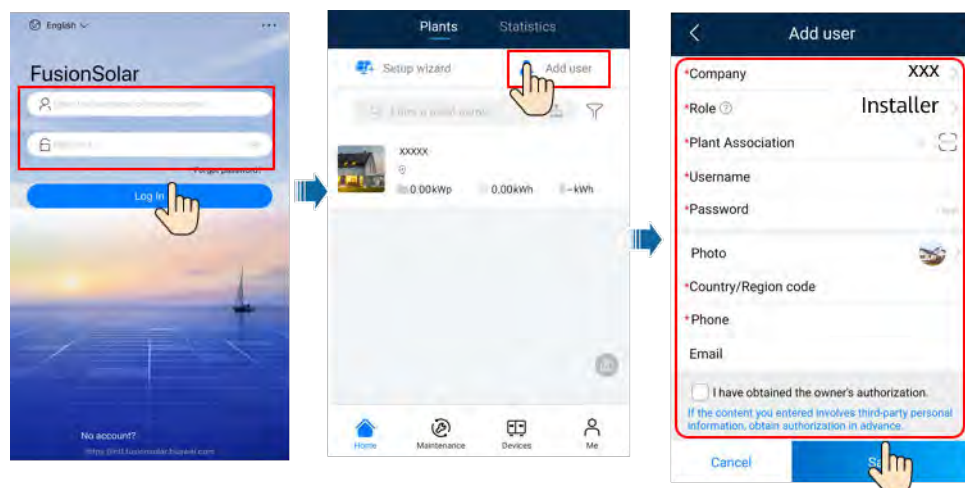 English
...
FusionSolar
Forgot password?
Log In
No account?
Plants Statistics
Setup wizard Add user
xxxxx
0.00kWp 0.00kWh --kWh
Home Maintenance Devices Me
Add user
*Company XXX
*Role Installer
*Plant Association
*Username
*Password
Photo
*Country/Region code
*Phone
Email
I have obtained the owner's authorization.
If the content you entered involves third-party personal
information, obtain authorization in advance.
Cancel